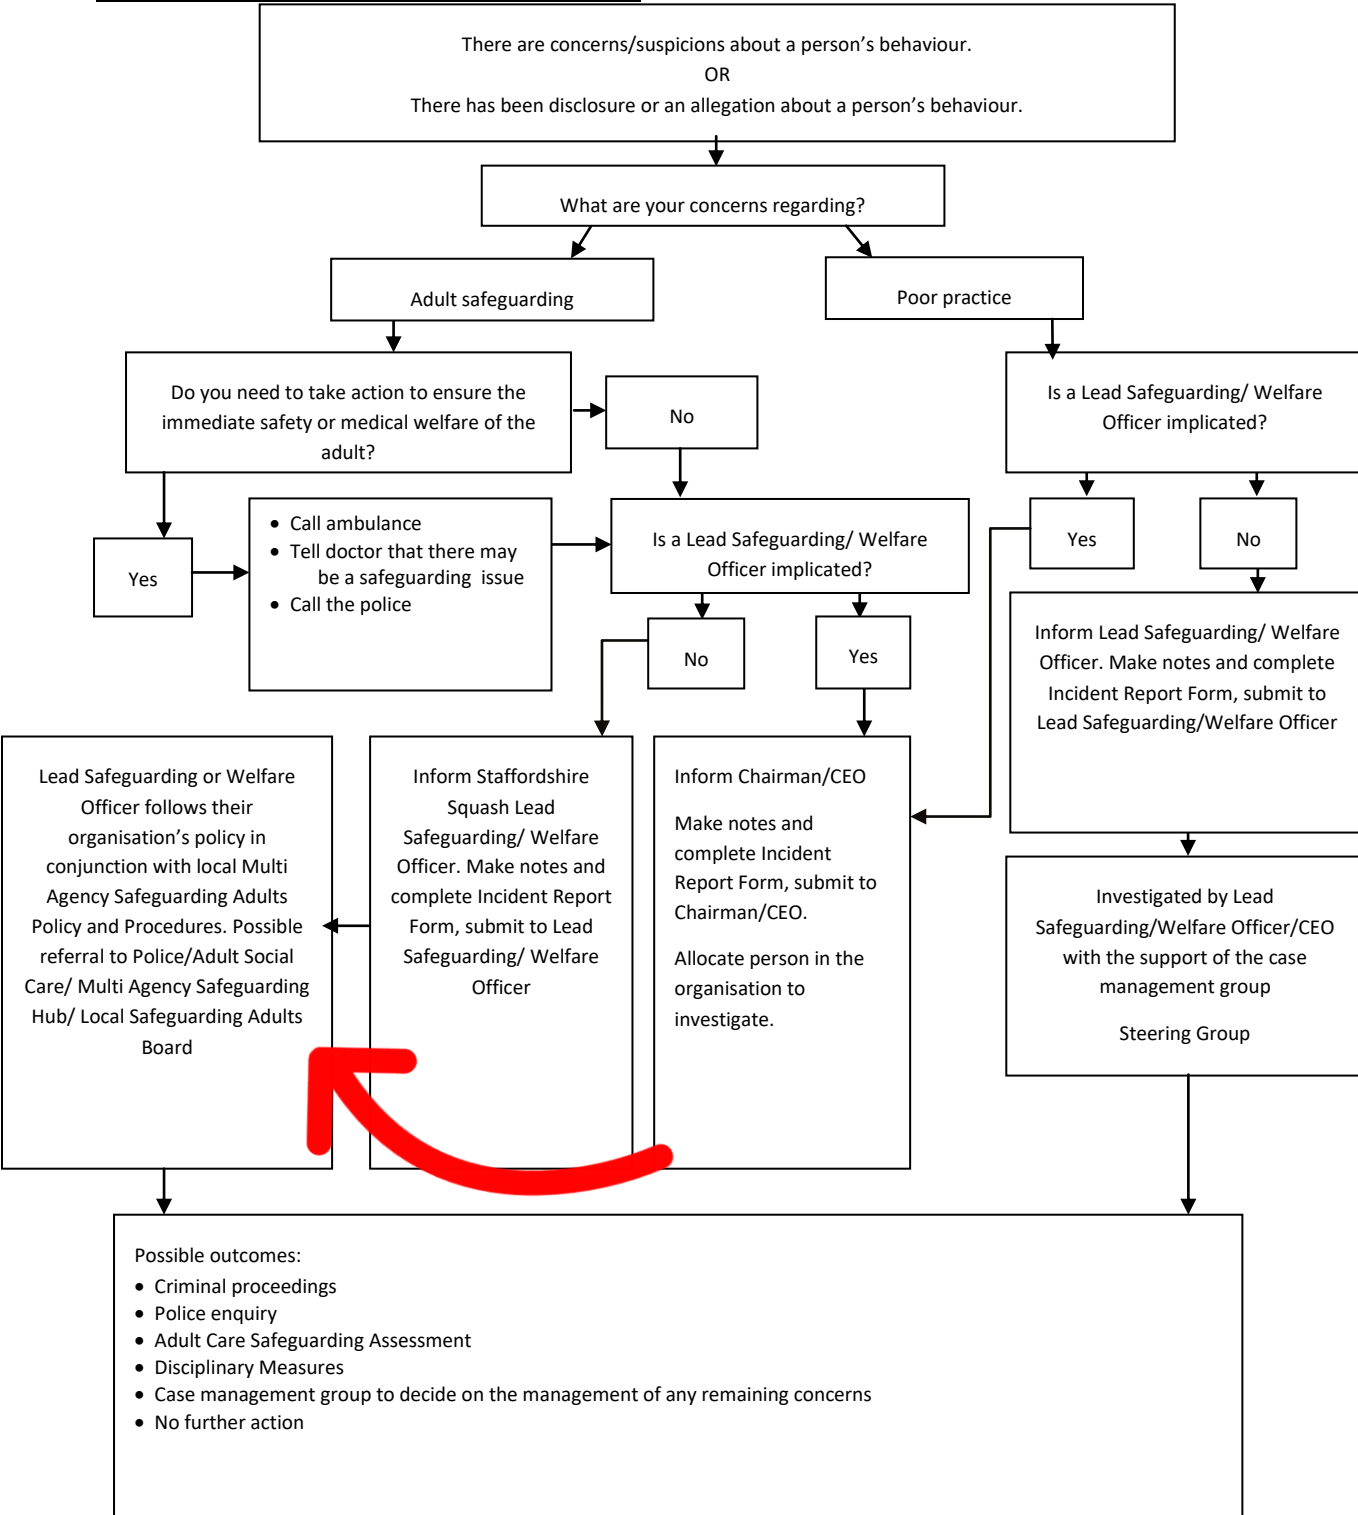 There are concerns/suspicions about a person’s behaviour.
OR
There has been disclosure or an allegation about a person’s behaviour.
What are your concerns regarding?
Adult safeguarding
Poor practice
Do you need to take action to ensure the
immediate safety or medical welfare of the
adult?
No
Is a Lead Safeguarding/ Welfare
Officer implicated?
Yes
• Call ambulance
• Tell doctor that there may
be a safeguarding issue
• Call the police
Is a Lead Safeguarding/ Welfare
Officer implicated?
Yes
No
No
Yes
Inform Lead Safeguarding/ Welfare
Officer. Make notes and complete
Incident Report Form, submit to
Lead Safeguarding/Welfare Officer
Lead Safeguarding or Welfare
Officer follows their
organisation’s policy in
conjunction with local Multi
Agency Safeguarding Adults
Policy and Procedures. Possible
referral to Police/Adult Social
Care/ Multi Agency Safeguarding
Hub/ Local Safeguarding Adults
Board
Inform Staffordshire
Squash Lead
Safeguarding/ Welfare
Officer. Make notes and
complete Incident Report
Form, submit to Lead
Safeguarding/ Welfare
Officer
Inform Chairman/CEO
Make notes and
complete Incident
Report Form, submit to
Chairman/CEO.
Allocate person in the
organisation to
investigate.
Investigated by Lead
Safeguarding/Welfare Officer/CEO
with the support of the case
management group
Steering Group
Possible outcomes:
• Criminal proceedings
• Police enquiry
• Adult Care Safeguarding Assessment
• Disciplinary Measures
• Case management group to decide on the management of any remaining concerns
• No further action